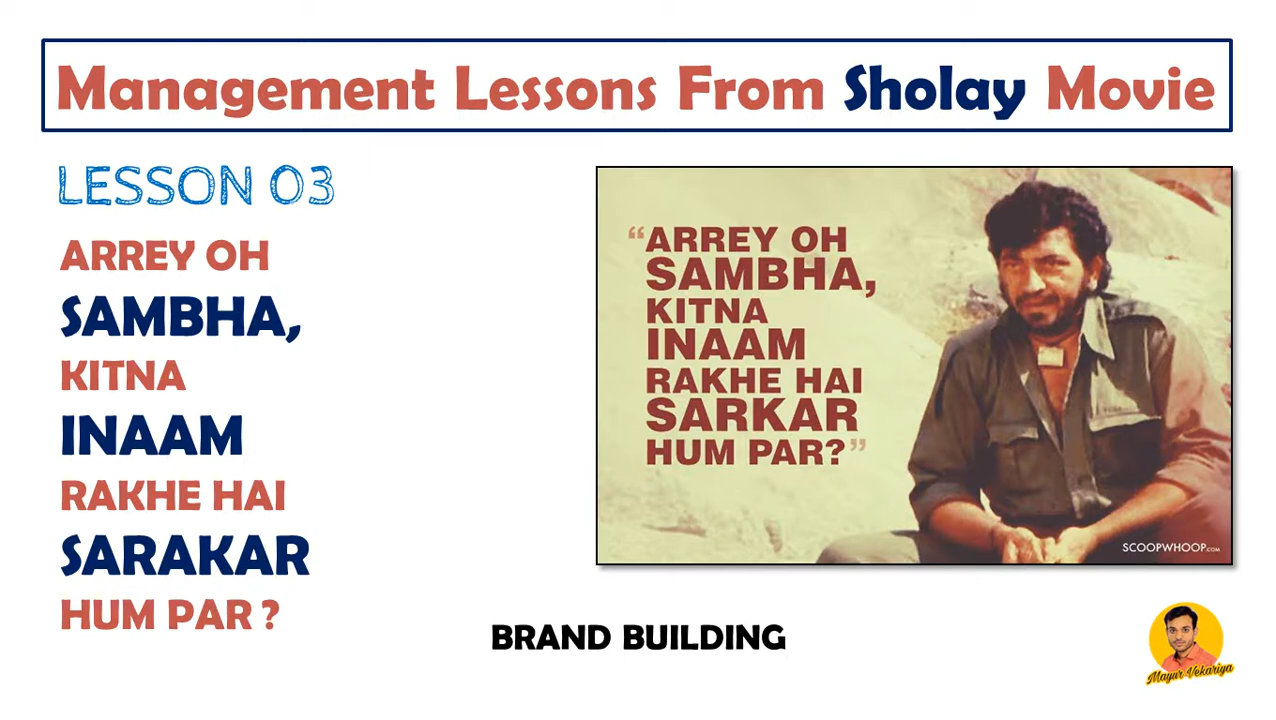 Management Lessons From Sholay Movie
LESSON 03
ARREY OH
SAMBHA,
KITNA
INAAM
RAKHE HAI
SARAKAR
HUM PAR ?
“ARREY OH
SAMBHA,
KITNA
INAAM
RAKHE HAI
SARKAR
HUM PAR?”
SCOOPWHOOP.COM
BRAND BUILDING
Mayur Vekariya